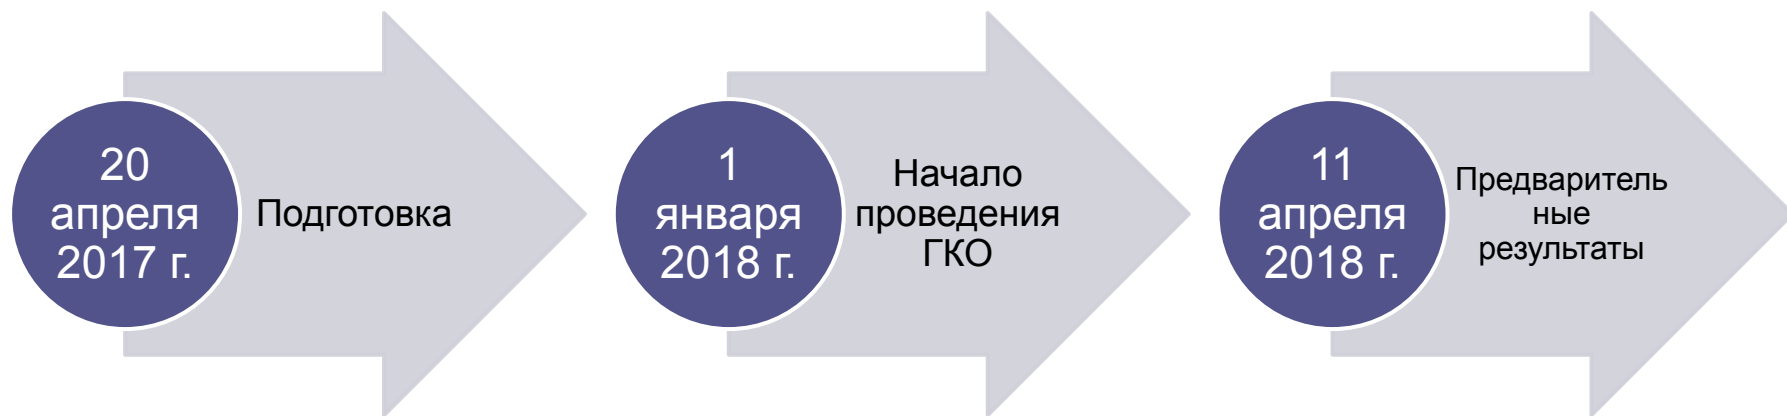 20
апреля
2017 г.
Подготовка
1
января
2018 г.
Начало
проведения
ГКО
11
апреля
2018 г.
Предваритель
ные
результаты